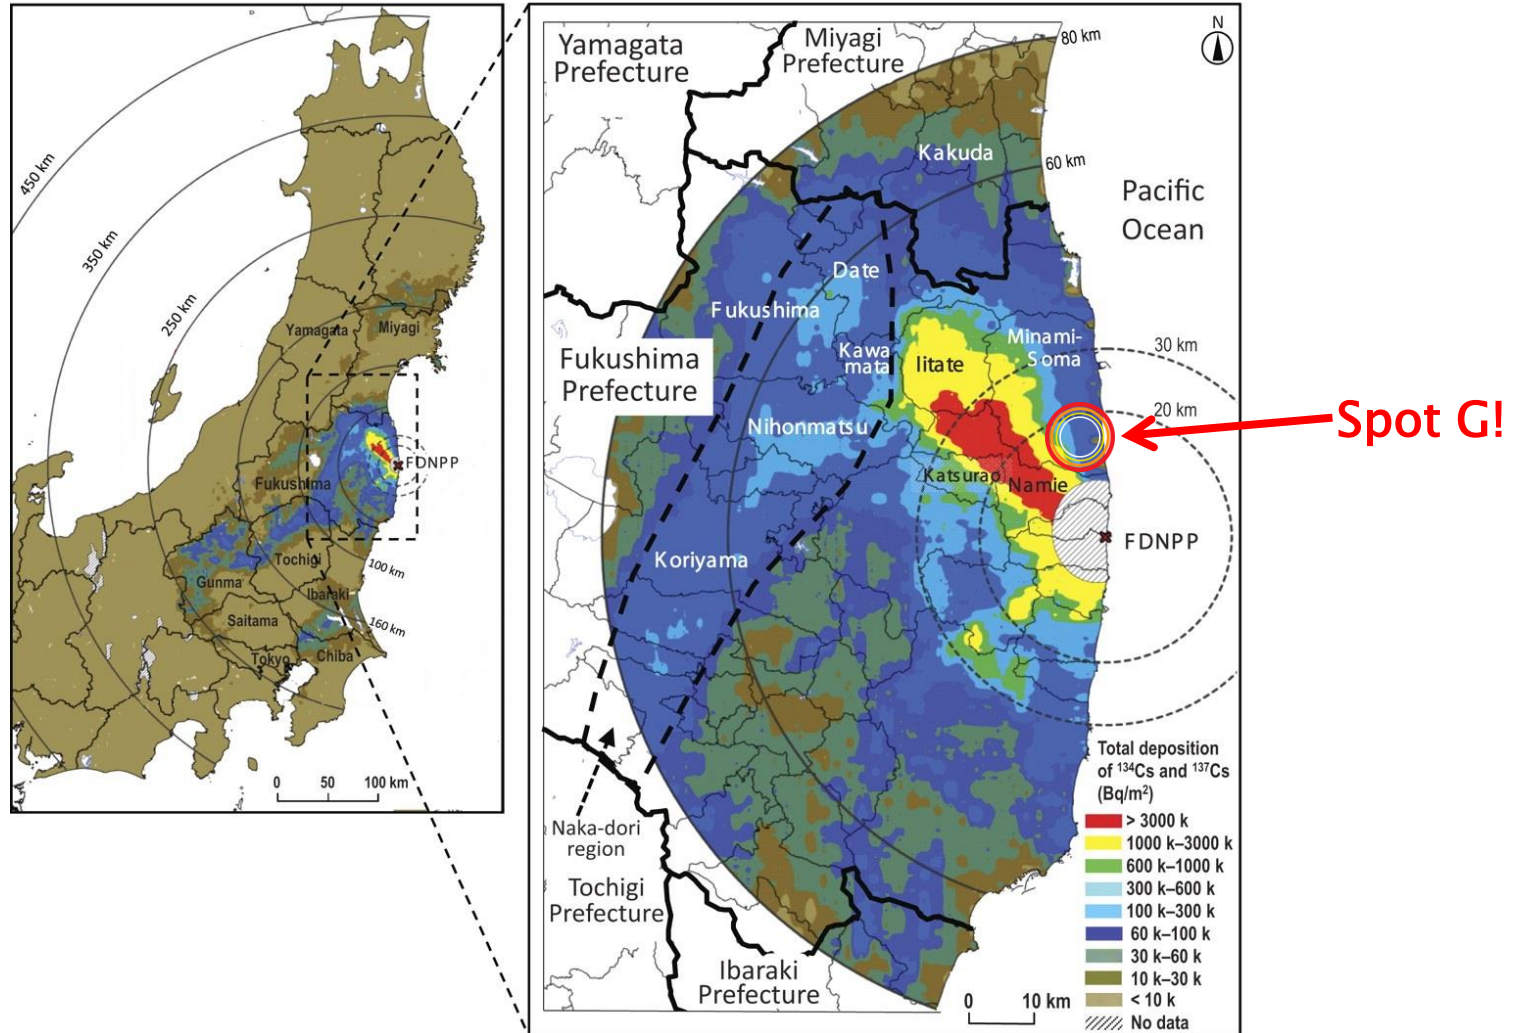 450 km
350 km
250 km
Yamagata
Miyagi
FDNPP
Fukushima
Tochigi
100 km
Gunma
Ibaraki
Saitama
160 km
Tokyo
Chiba
0 50 100 km
Yamagata
Prefecture
Miyagi
Prefecture
80 km
N
Kakuda
60 km
Pacific
Ocean
Date
Fukushima
Minami-
Soma
30 km
Kawa
mata
Iitate
Fukushima
Prefecture
20 km
Spot G!
Nihonmatsu
Katsurao
Namie
FDNPP
Koriyama
Total deposition
of ¹³⁴Cs and ¹³⁷Cs
(Bq/m²)
> 3000 k
1000 k–3000 k
600 k–1000 k
300 k–600 k
100 k–300 k
60 k–100 k
30 k–60 k
10 k–30 k
< 10 k
No data
Naka-dori
region
Tochigi
Prefecture
Ibaraki
Prefecture
0 10 km